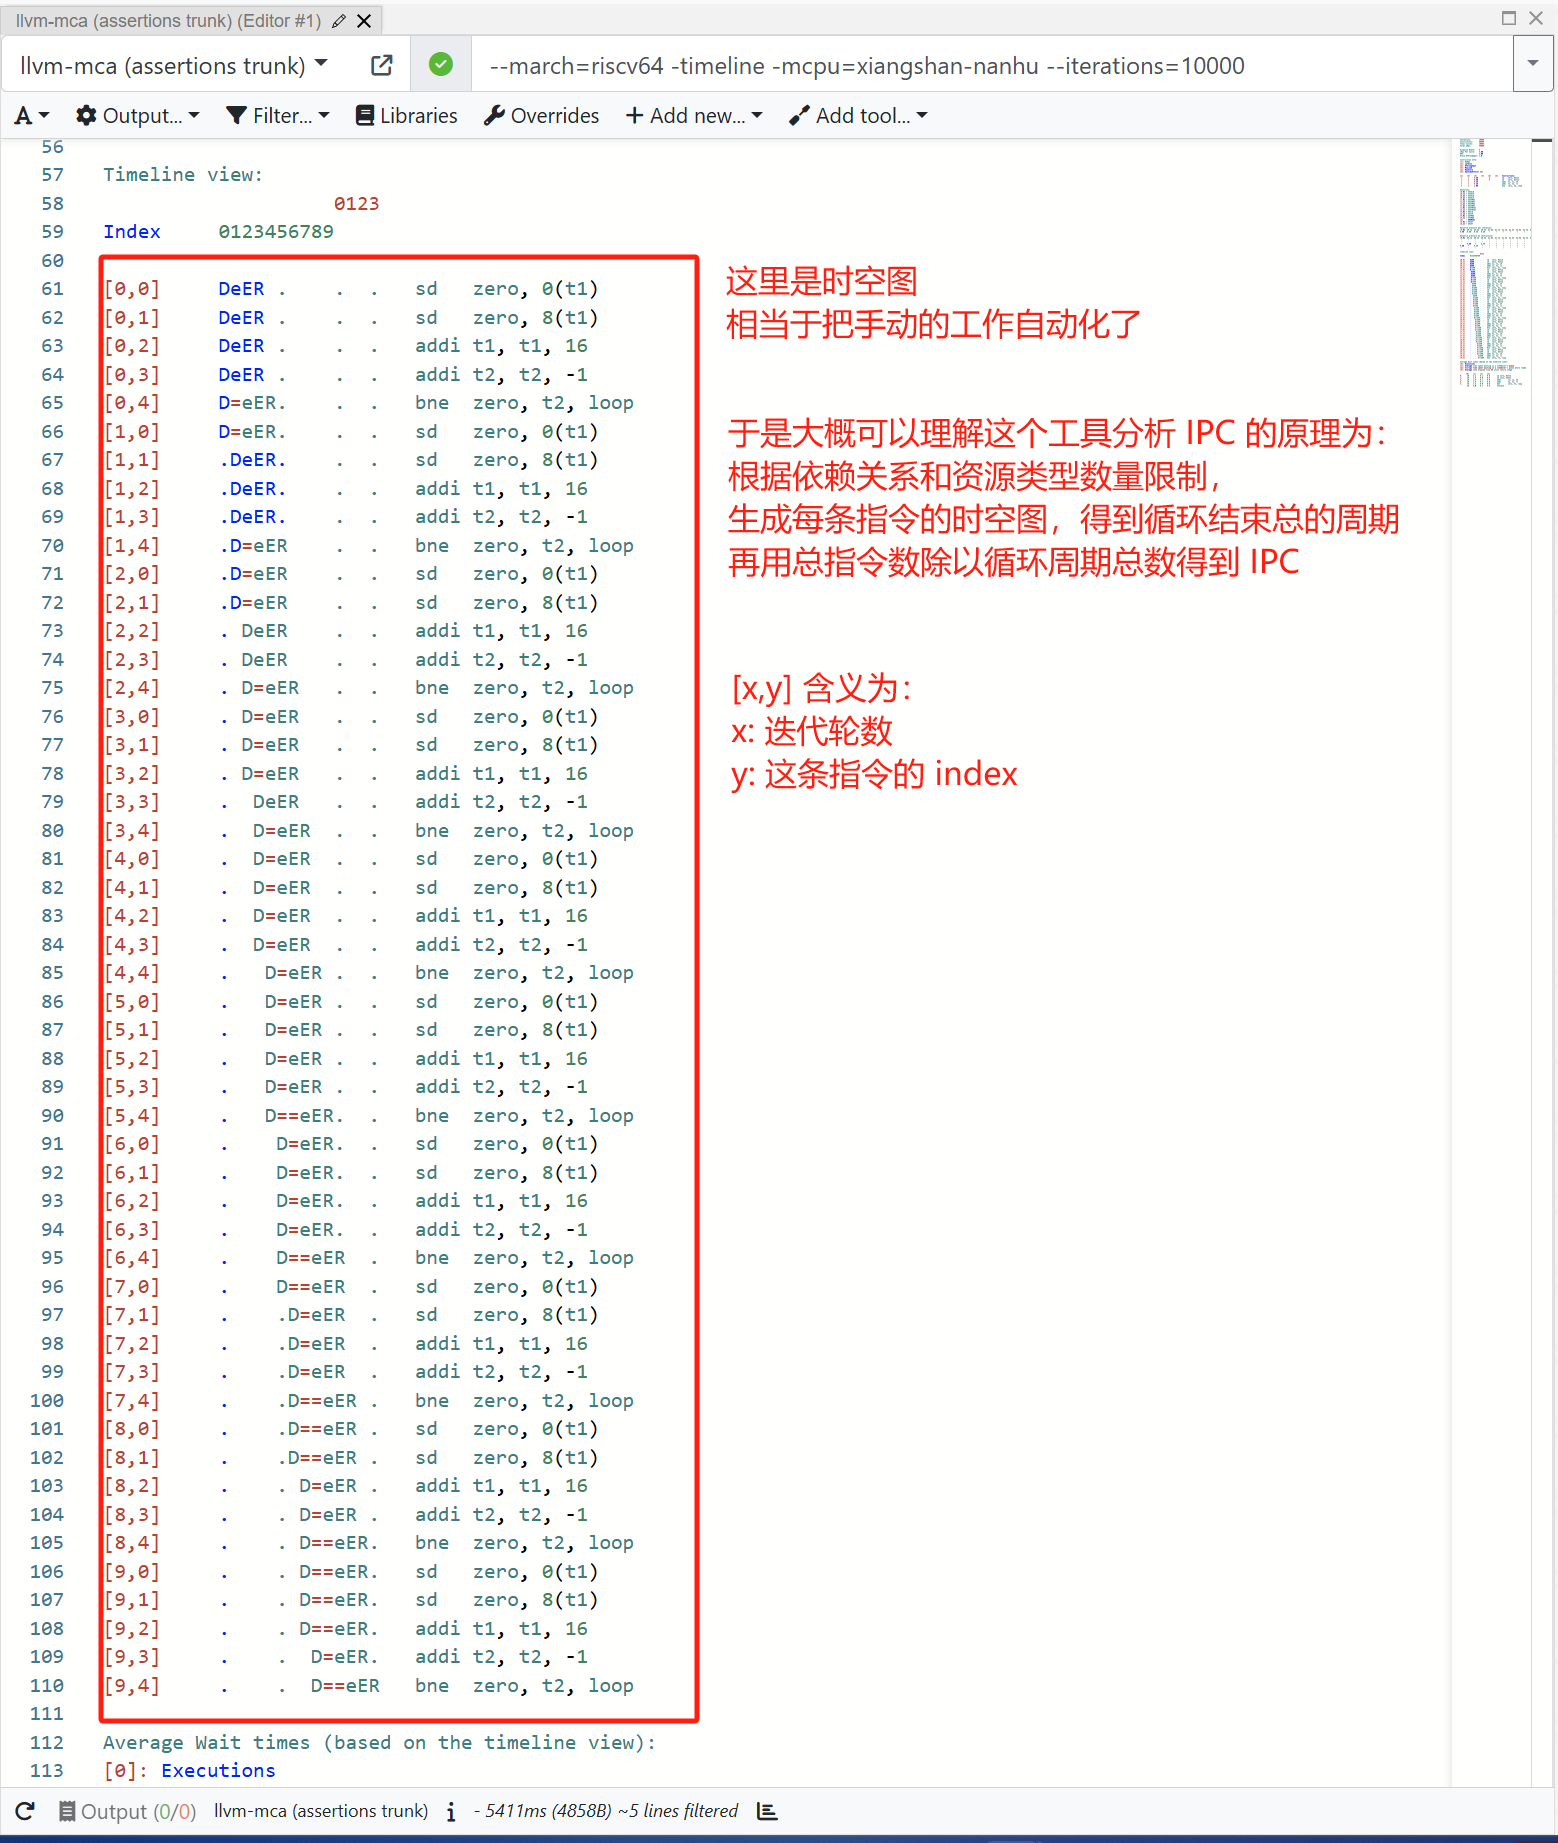 llvm-mca (assertions trunk) (Editor #1)
llvm-mca (assertions trunk) --march=riscv64 -timeline -mcpu=xiangshan-nanhu --iterations=10000
A Output... Filter... Libraries Overrides Add new... Add tool...
56
57 Timeline view:
58 0123
59 Index 0123456789
60
61 [0,0] DeER . . . sd zero, 0(t1)
62 [0,1] DeER . . . sd zero, 8(t1)
63 [0,2] DeER . . . addi t1, t1, 16
64 [0,3] DeER . . . addi t2, t2, -1
65 [0,4] D=eER. . . bne zero, t2, loop
66 [1,0] D=eER. . . sd zero, 0(t1)
67 [1,1] .DeER. . . sd zero, 8(t1)
68 [1,2] .DeER. . . addi t1, t1, 16
69 [1,3] .DeER. . . addi t2, t2, -1
70 [1,4] .D=eER . . bne zero, t2, loop
71 [2,0] .D=eER . . sd zero, 0(t1)
72 [2,1] .D=eER . . sd zero, 8(t1)
73 [2,2] . DeER . . addi t1, t1, 16
74 [2,3] . DeER . . addi t2, t2, -1
75 [2,4] . D=eER . . bne zero, t2, loop
76 [3,0] . D=eER . . sd zero, 0(t1)
77 [3,1] . D=eER . . sd zero, 8(t1)
78 [3,2] . D=eER . . addi t1, t1, 16
79 [3,3] . DeER . . addi t2, t2, -1
80 [3,4] . D=eER . . bne zero, t2, loop
81 [4,0] . D=eER . . sd zero, 0(t1)
82 [4,1] . D=eER . . sd zero, 8(t1)
83 [4,2] . D=eER . . addi t1, t1, 16
84 [4,3] . D=eER . . addi t2, t2, -1
85 [4,4] . D=eER . . bne zero, t2, loop
86 [5,0] . D=eER . . sd zero, 0(t1)
87 [5,1] . D=eER . . sd zero, 8(t1)
88 [5,2] . D=eER . . addi t1, t1, 16
89 [5,3] . D=eER . . addi t2, t2, -1
90 [5,4] . D==eER. . bne zero, t2, loop
91 [6,0] . D=eER. . sd zero, 0(t1)
92 [6,1] . D=eER. . sd zero, 8(t1)
93 [6,2] . D=eER. . addi t1, t1, 16
94 [6,3] . D=eER. . addi t2, t2, -1
95 [6,4] . D==eER . bne zero, t2, loop
96 [7,0] . D==eER . sd zero, 0(t1)
97 [7,1] . .D=eER . sd zero, 8(t1)
98 [7,2] . .D=eER . addi t1, t1, 16
99 [7,3] . .D=eER . addi t2, t2, -1
100 [7,4] . .D==eER . bne zero, t2, loop
101 [8,0] . .D==eER . sd zero, 0(t1)
102 [8,1] . .D==eER . sd zero, 8(t1)
103 [8,2] . . D=eER . addi t1, t1, 16
104 [8,3] . . D=eER . addi t2, t2, -1
105 [8,4] . . D==eER. bne zero, t2, loop
106 [9,0] . . D==eER. sd zero, 0(t1)
107 [9,1] . . D==eER. sd zero, 8(t1)
108 [9,2] . . D==eER. addi t1, t1, 16
109 [9,3] . . D=eER. addi t2, t2, -1
110 [9,4] . . D==eER bne zero, t2, loop
111
112 Average Wait times (based on the timeline view):
113 [0]: Executions
这里是时空图
相当于把手动的工作自动化了
于是大概可以理解这个工具分析 IPC 的原理为：
根据依赖关系和资源类型数量限制，
生成每条指令的时空图，得到循环结束总的周期
再用总指令数除以循环周期总数得到 IPC
[x,y] 含义为：
x: 迭代轮数
y: 这条指令的 index
Output (0/0) llvm-mca (assertions trunk) i - 5411ms (4858B) ~5 lines filtered